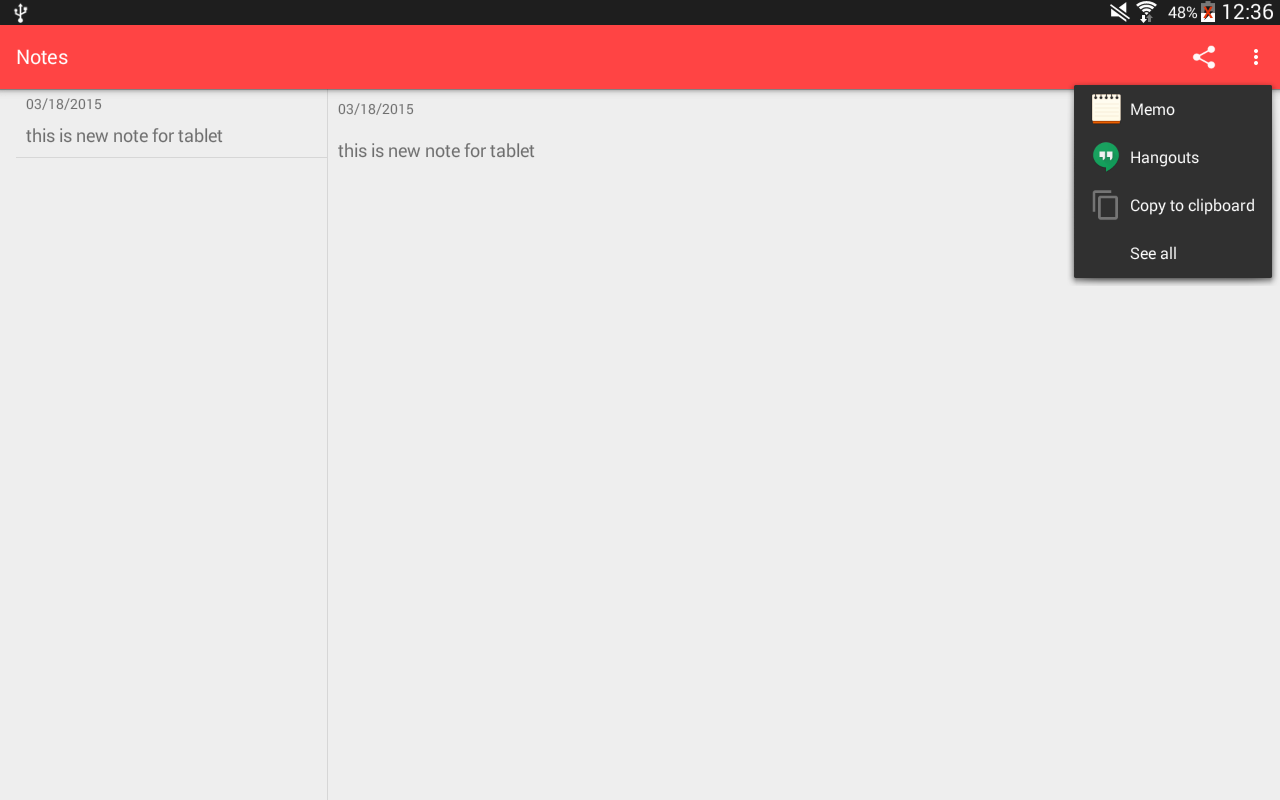 48% 12:36
Notes
03/18/2015
this is new note for tablet
03/18/2015
this is new note for tablet
Memo
Hangouts
Copy to clipboard
See all